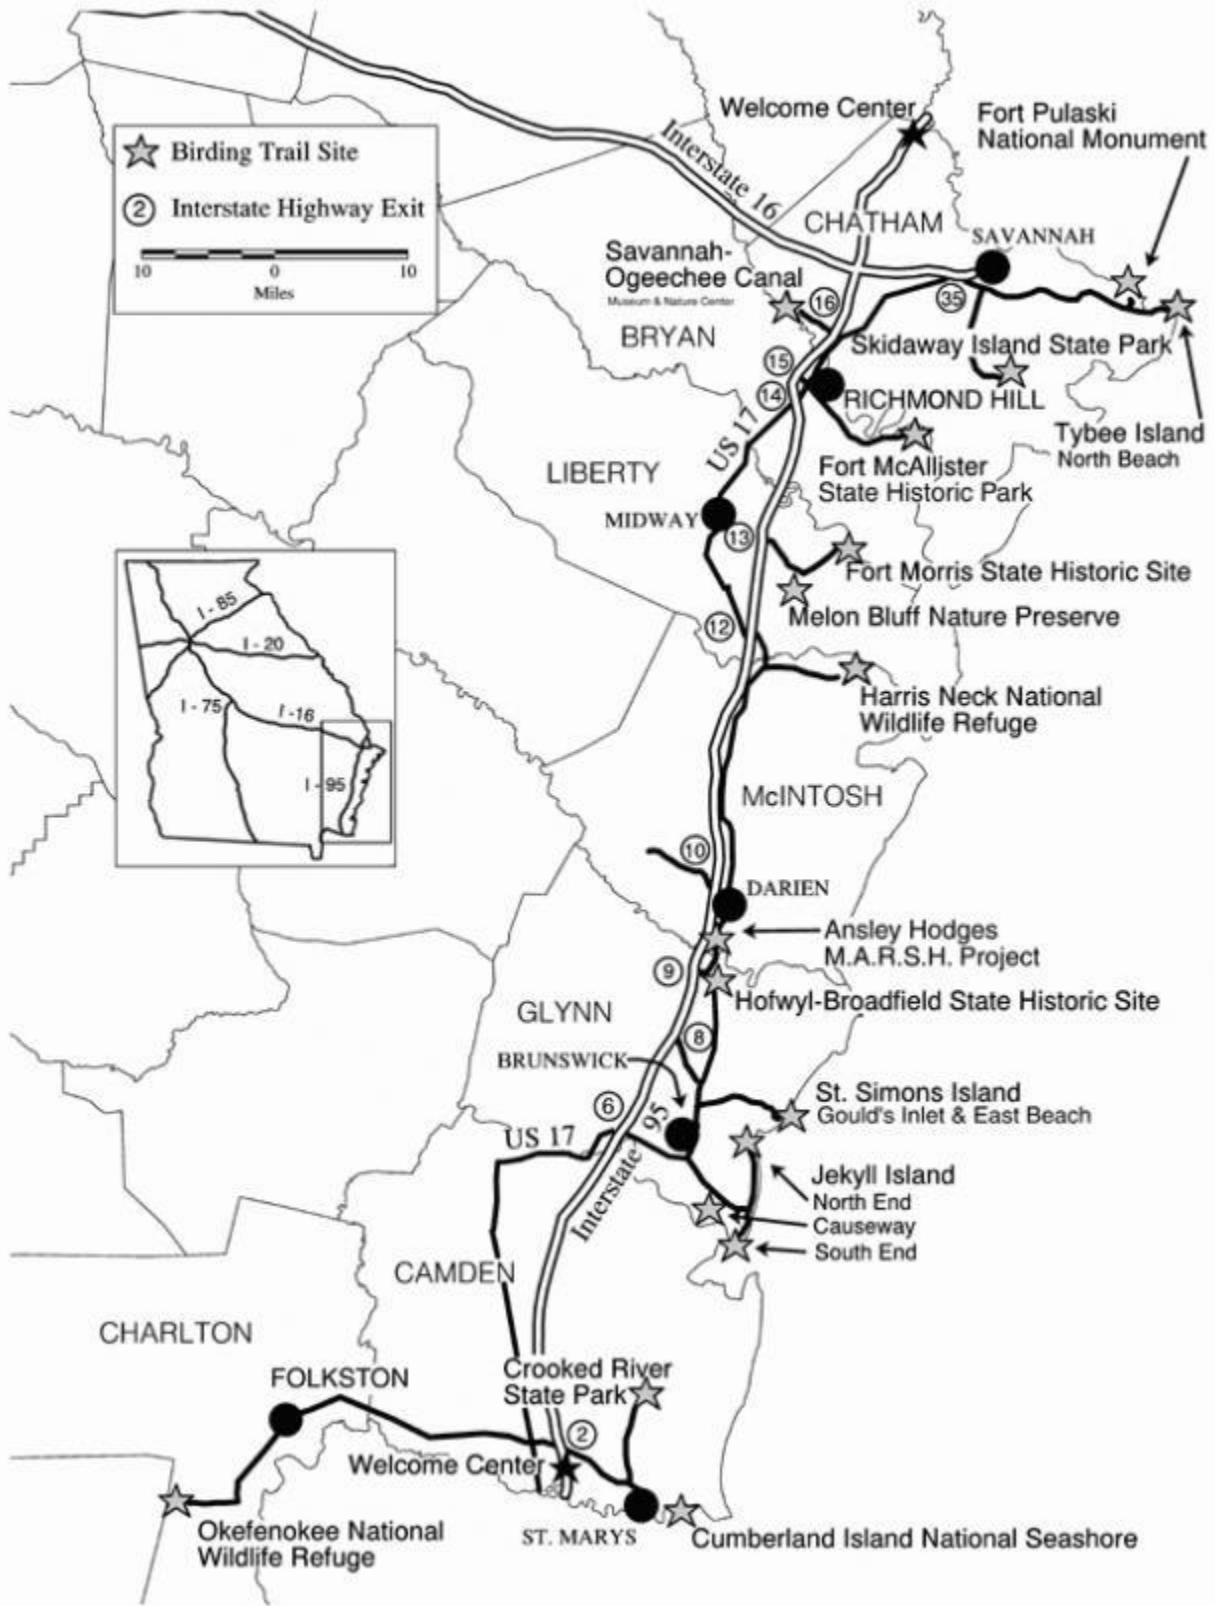 Welcome Center
Fort Pulaski
National Monument
Birding Trail Site
2 Interstate Highway Exit
10 0 10
Miles
Interstate 16
CHATHAM
SAVANNAH
Savannah-
Ogeechee Canal
Museum & Nature Center
16
35
BRYAN
Skidaway Island State Park
15
14
RICHMOND HILL
US 17
Tybee Island
North Beach
Fort McAllister
State Historic Park
LIBERTY
MIDWAY
13
Fort Morris State Historic Site
Melon Bluff Nature Preserve
12
I - 85
I - 20
I - 75
I -16
I - 95
Harris Neck National
Wildlife Refuge
McINTOSH
10
DARIEN
Ansley Hodges
M.A.R.S.H. Project
9
Hofwyl-Broadfield State Historic Site
GLYNN
8
BRUNSWICK
6
US 17
Interstate 95
St. Simons Island
Gould's Inlet & East Beach
Jekyll Island
North End
Causeway
South End
CAMDEN
CHARLTON
FOLKSTON
Crooked River
State Park
2
Welcome Center
Okefenokee National
Wildlife Refuge
ST. MARYS
Cumberland Island National Seashore